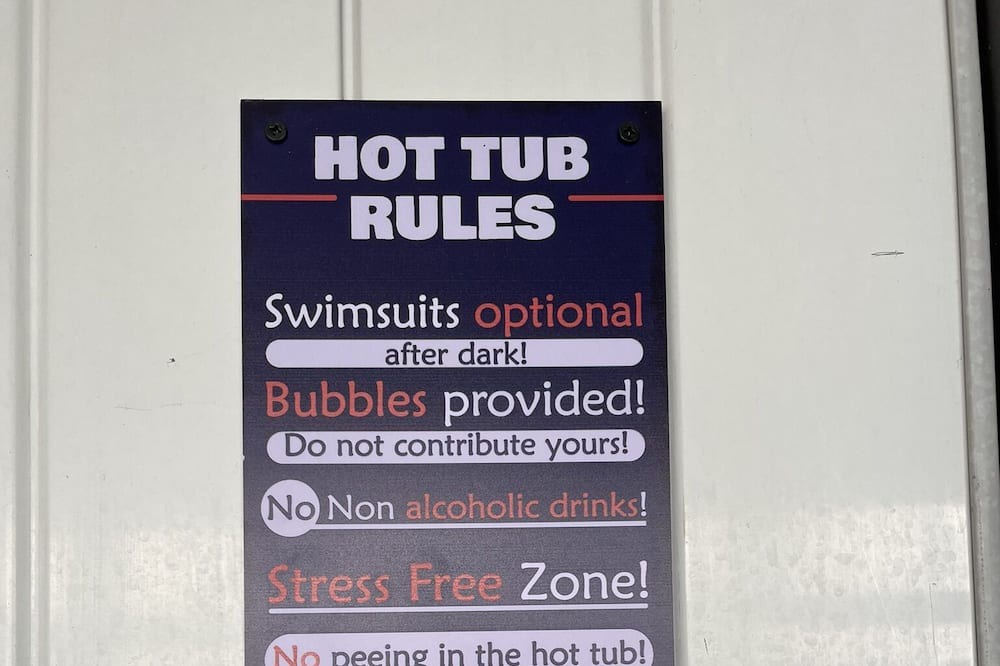 HOT TUB
RULES
Swimsuits optional
after dark!
Bubbles provided!
Do not contribute yours!
No Non alcoholic drinks!
Stress Free Zone!
No peeing in the hot tub!